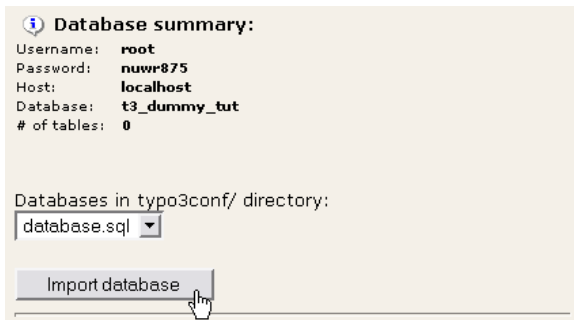 Database summary:
Username: root
Password: nuwr875
Host: localhost
Database: t3_dummy_tut
# of tables: 0
Databases in typo3conf/ directory:
database.sql
Import database